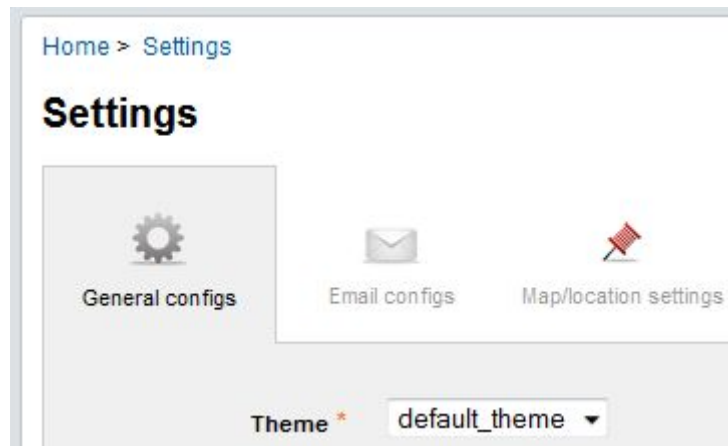 Home > Settings
Settings
General configs Email configs Map/location settings
Theme * default_theme